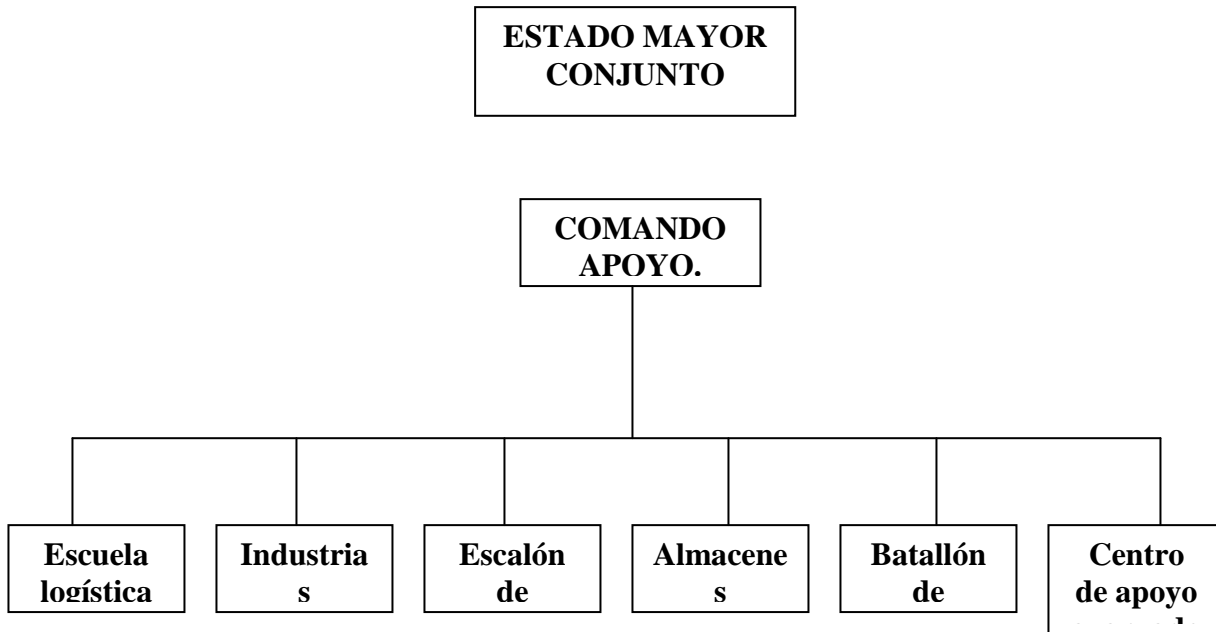 ESTADO MAYOR
CONJUNTO
COMANDO
APOYO.
Escuela
logística
Industria
s
Escalón
de
Almacene
s
Batallón
de
Centro
de apoyo